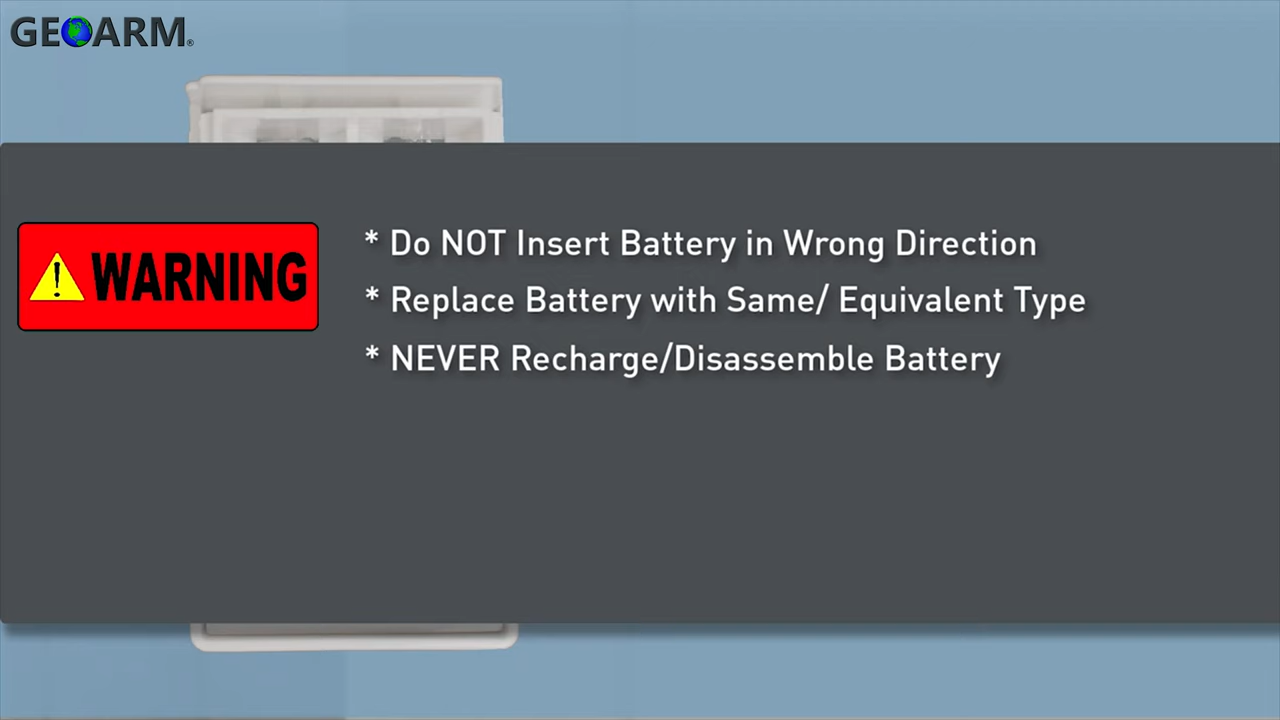 GEOARM®
WARNING
* Do NOT Insert Battery in Wrong Direction
* Replace Battery with Same/ Equivalent Type
* NEVER Recharge/Disassemble Battery